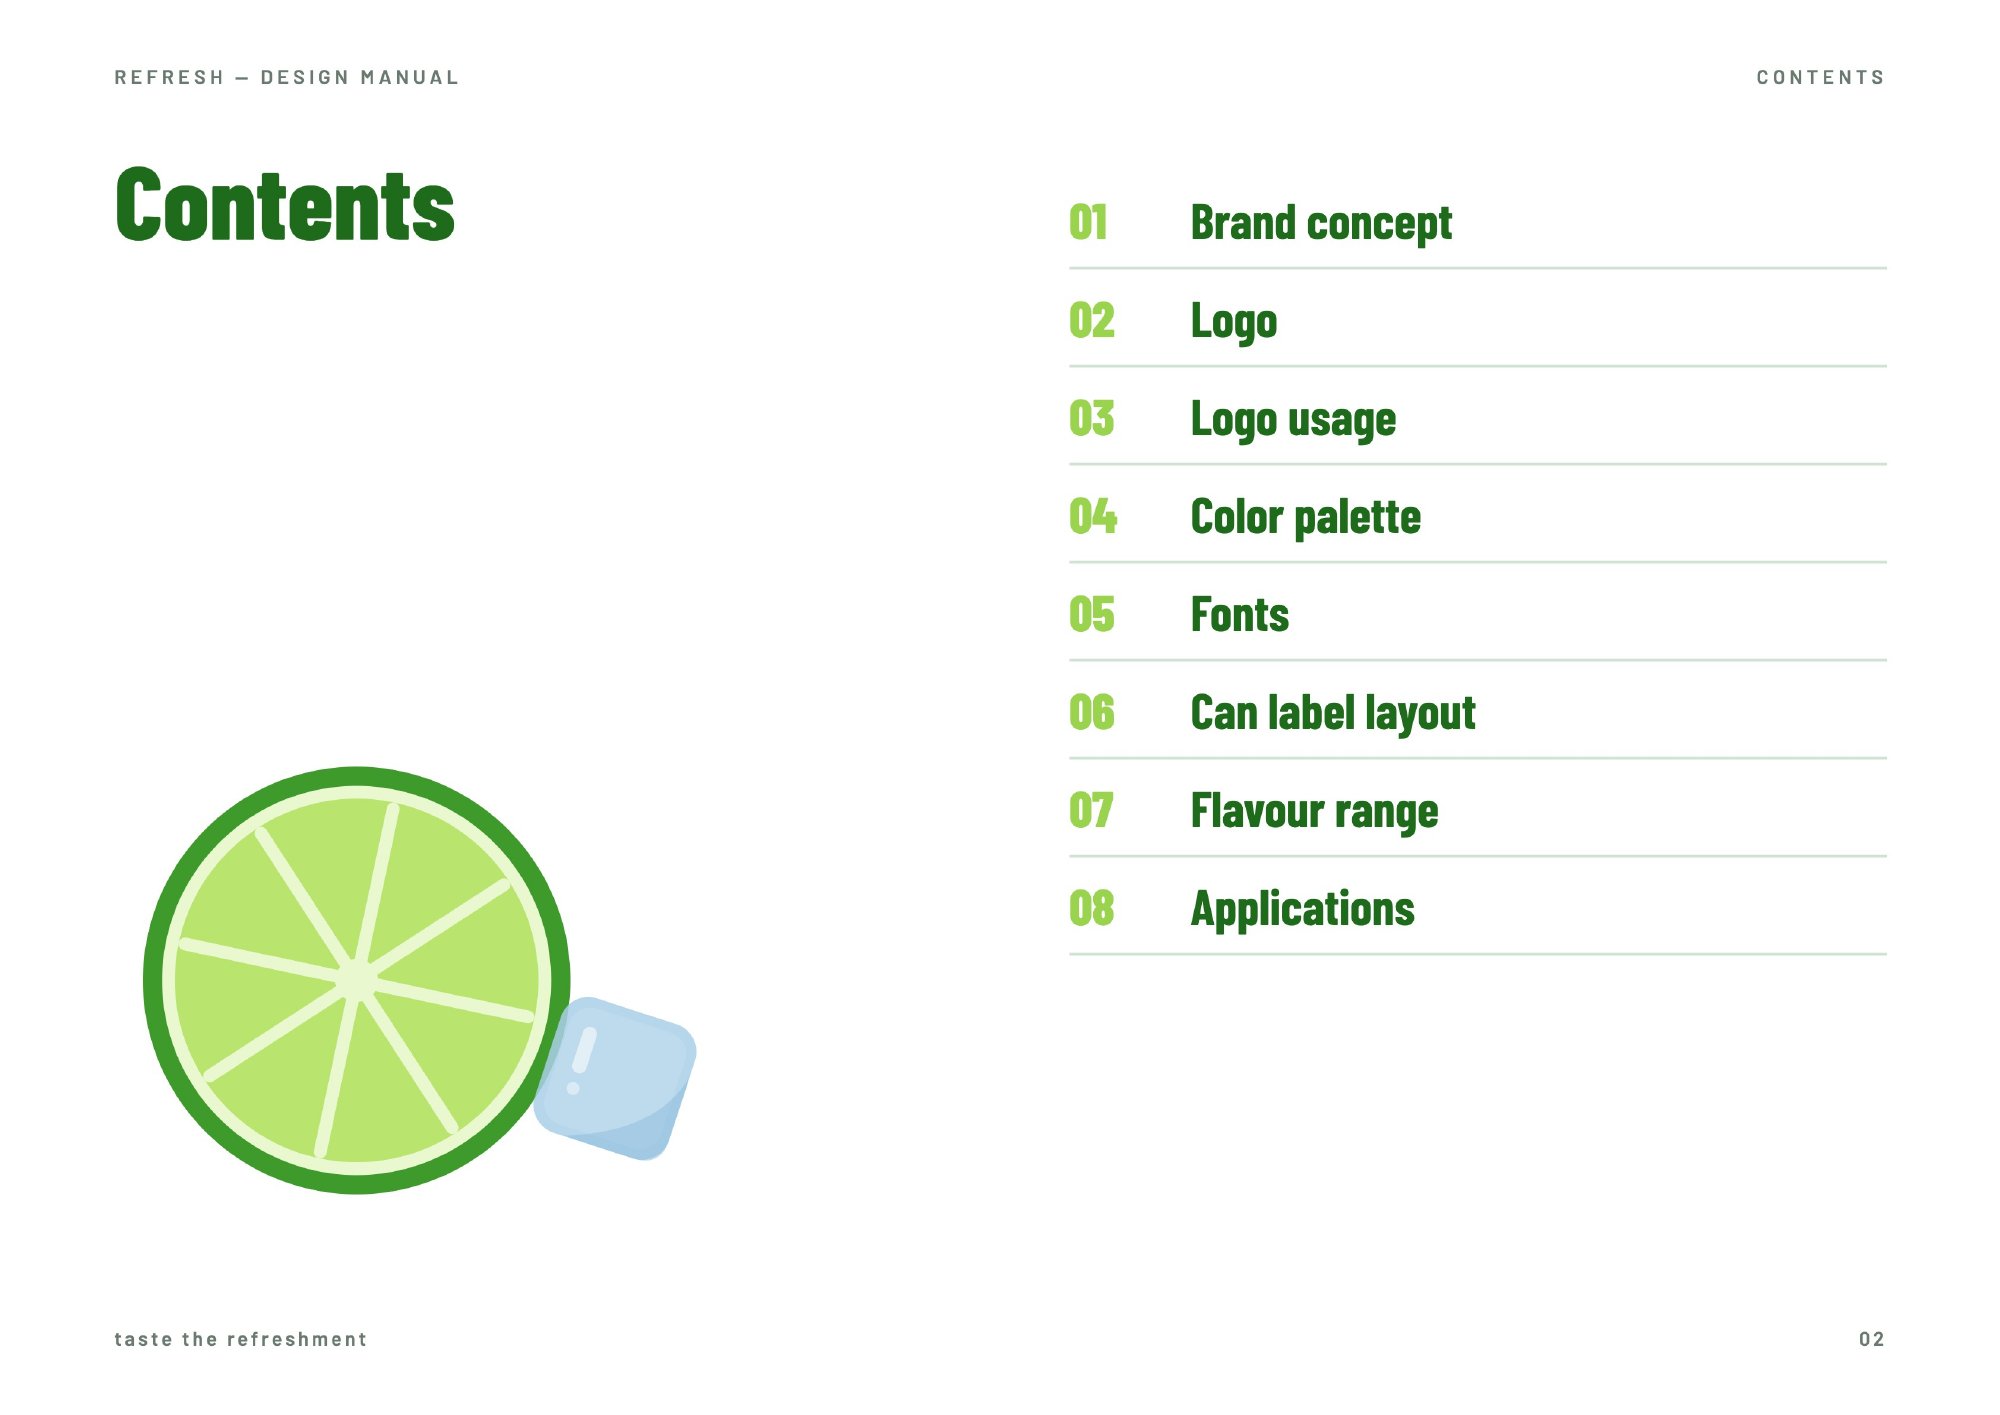 REFRESH – DESIGN MANUAL
CONTENTS
Contents
01 Brand concept
02 Logo
03 Logo usage
04 Color palette
05 Fonts
06 Can label layout
07 Flavour range
08 Applications
taste the refreshment
02